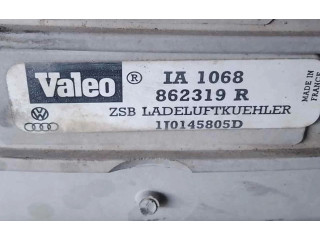 Valeo ® IA 1068
862319 R
ZSB LADELUFTKUEHLER
1J0145805D
MADE IN
FRANCE